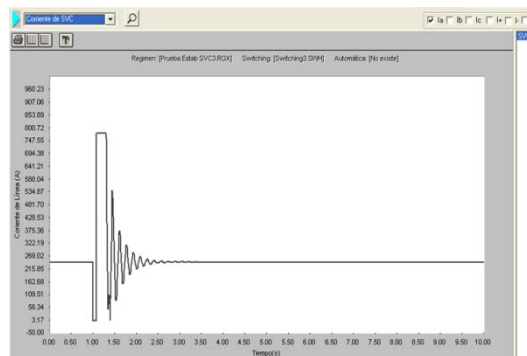 Corriente de SVC
Ia Ib Ic I+ I-
SV
Regimen: [Prueba Estab SVC3.ROX] Switching: [Switching3.SWH] Automática: [No existe]
Corriente de Línea (A)
960.23
907.06
853.89
800.72
747.55
694.38
641.21
588.04
534.87
481.70
428.53
375.36
322.19
269.02
215.85
162.68
109.51
56.34
3.17
-50.00
0.00 0.50 1.00 1.50 2.00 2.50 3.00 3.50 4.00 4.50 5.00 5.50 6.00 6.50 7.00 7.50 8.00 8.50 9.00 9.50 10.00
Tiempo(s)